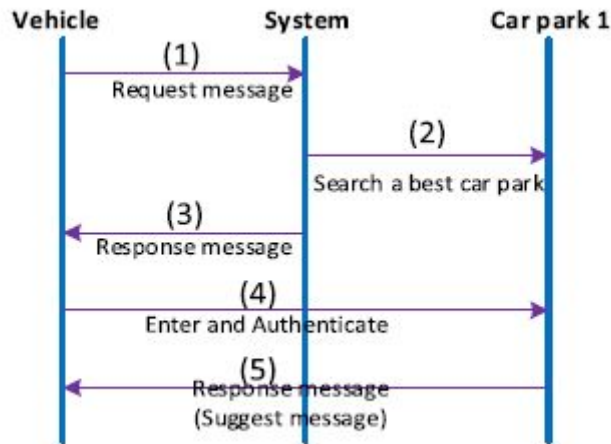 Vehicle System Car park 1
(1)
Request message
(2)
Search a best car park
(3)
Response message
(4)
Enter and Authenticate
(5)
Response message
(Suggest message)